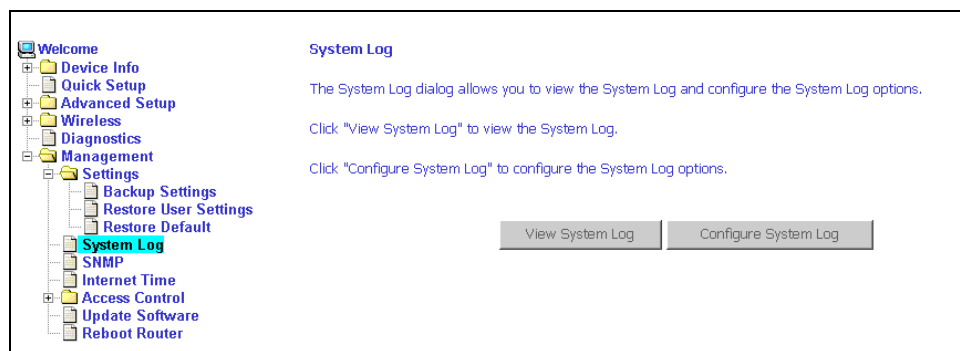 Welcome
Device Info
Quick Setup
Advanced Setup
Wireless
Diagnostics
Management
Settings
Backup Settings
Restore User Settings
Restore Default
System Log
SNMP
Internet Time
Access Control
Update Software
Reboot Router
System Log
The System Log dialog allows you to view the System Log and configure the System Log options.
Click "View System Log" to view the System Log.
Click "Configure System Log" to configure the System Log options.
View System Log
Configure System Log